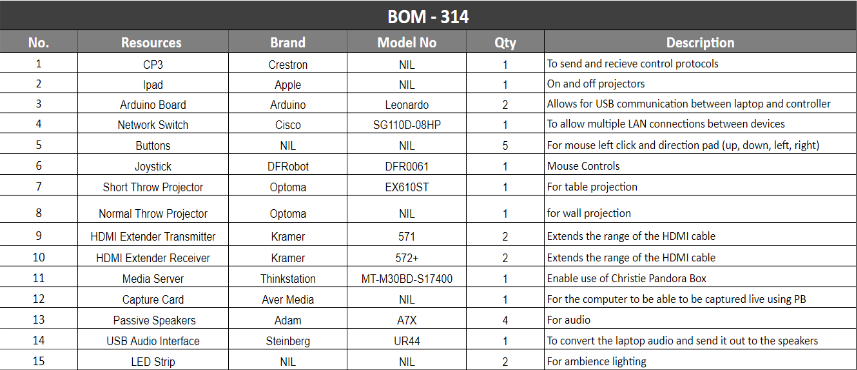 BOM - 314
No. Resources Brand Model No Qty Description
1 CP3 Crestron NIL 1 To send and recieve control protocols
2 Ipad Apple NIL 1 On and off projectors
3 Arduino Board Arduino Leonardo 2 Allows for USB communication between laptop and controller
4 Network Switch Cisco SG110D-08HP 1 To allow multiple LAN connections between devices
5 Buttons NIL NIL 5 For mouse left click and direction pad (up, down, left, right)
6 Joystick DFRobot DFR0061 1 Mouse Controls
7 Short Throw Projector Optoma EX610ST 1 For table projection
8 Normal Throw Projector Optoma NIL 1 for wall projection
9 HDMI Extender Transmitter Kramer 571 2 Extends the range of the HDMI cable
10 HDMI Extender Receiver Kramer 572+ 2 Extends the range of the HDMI cable
11 Media Server Thinkstation MT-M30BD-S17400 1 Enable use of Christie Pandora Box
12 Capture Card Aver Media NIL 1 For the computer to be able to be captured live using PB
13 Passive Speakers Adam A7X 4 For audio
14 USB Audio Interface Steinberg UR44 1 To convert the laptop audio and send it out to the speakers
15 LED Strip NIL NIL 2 For ambience lighting